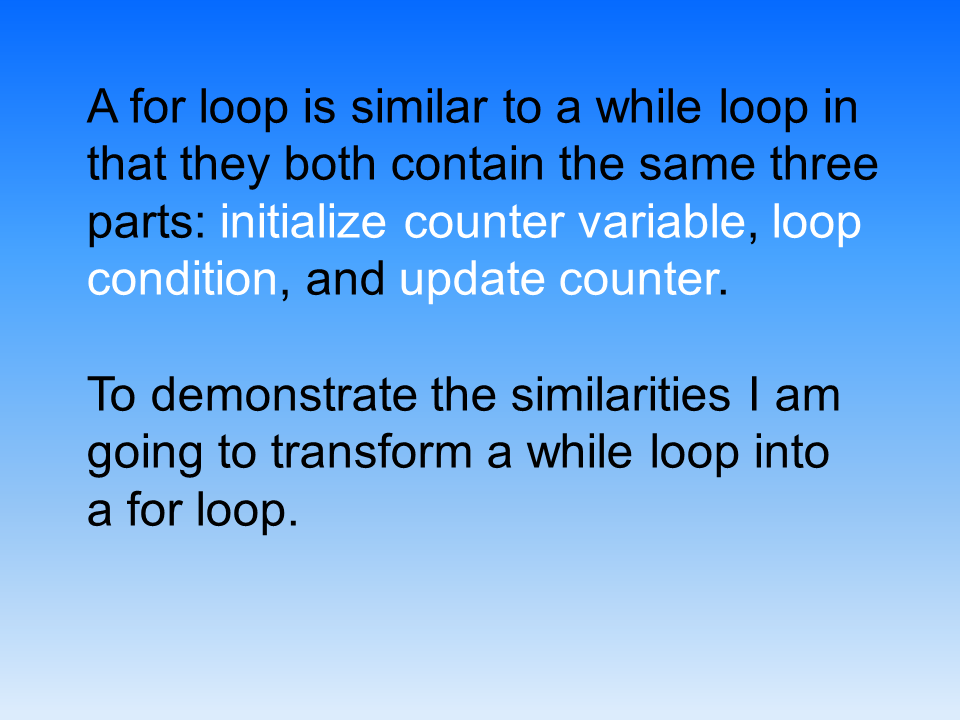 A for loop is similar to a while loop in
that they both contain the same three
parts: initialize counter variable, loop
condition, and update counter.
To demonstrate the similarities I am
going to transform a while loop into
a for loop.